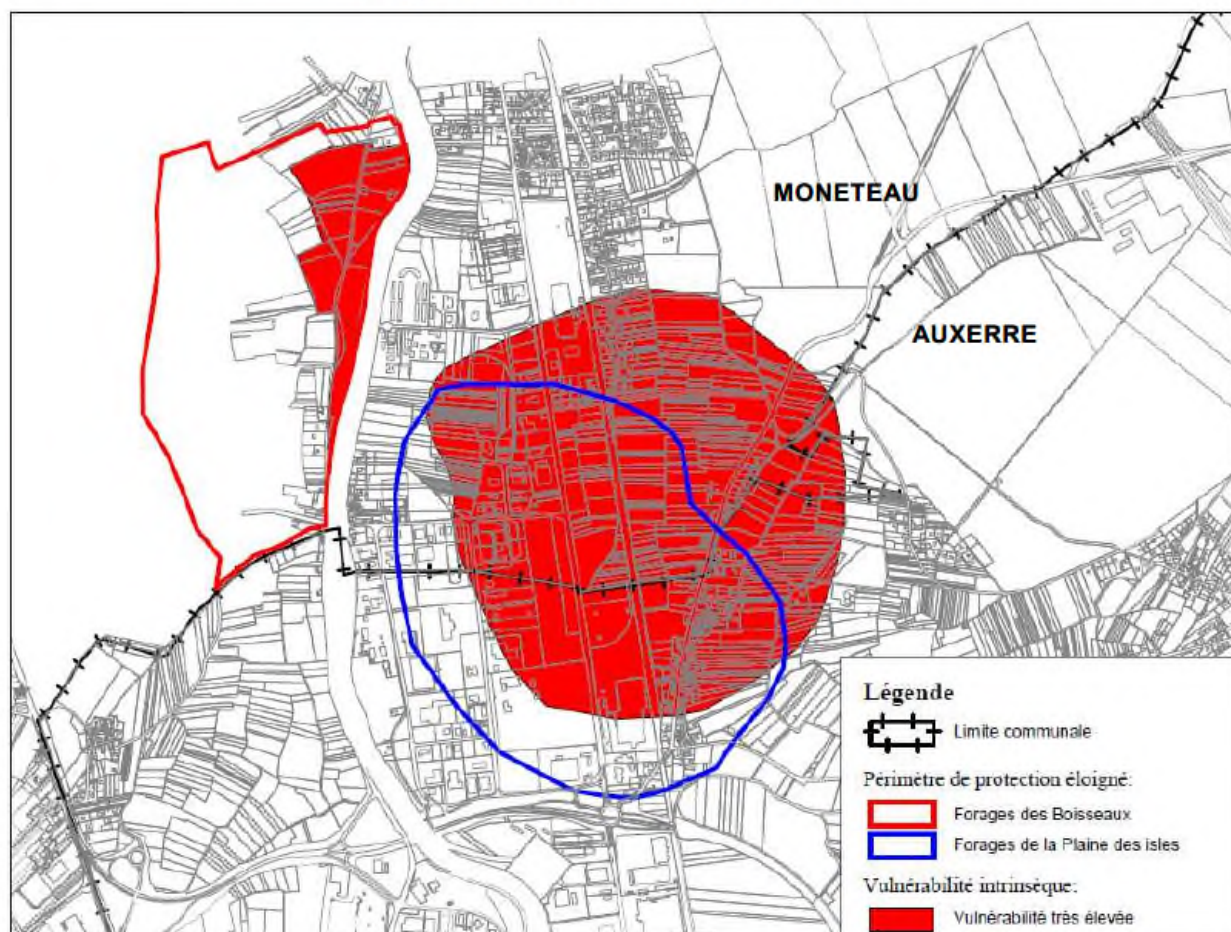 MONETEAU
AUXERRE
Légende
Limite communale
Périmètre de protection éloigné:
Forages des Boisseaux
Forages de la Plaine des isles
Vulnérabilité intrinsèque:
Vulnérabilité très élevée